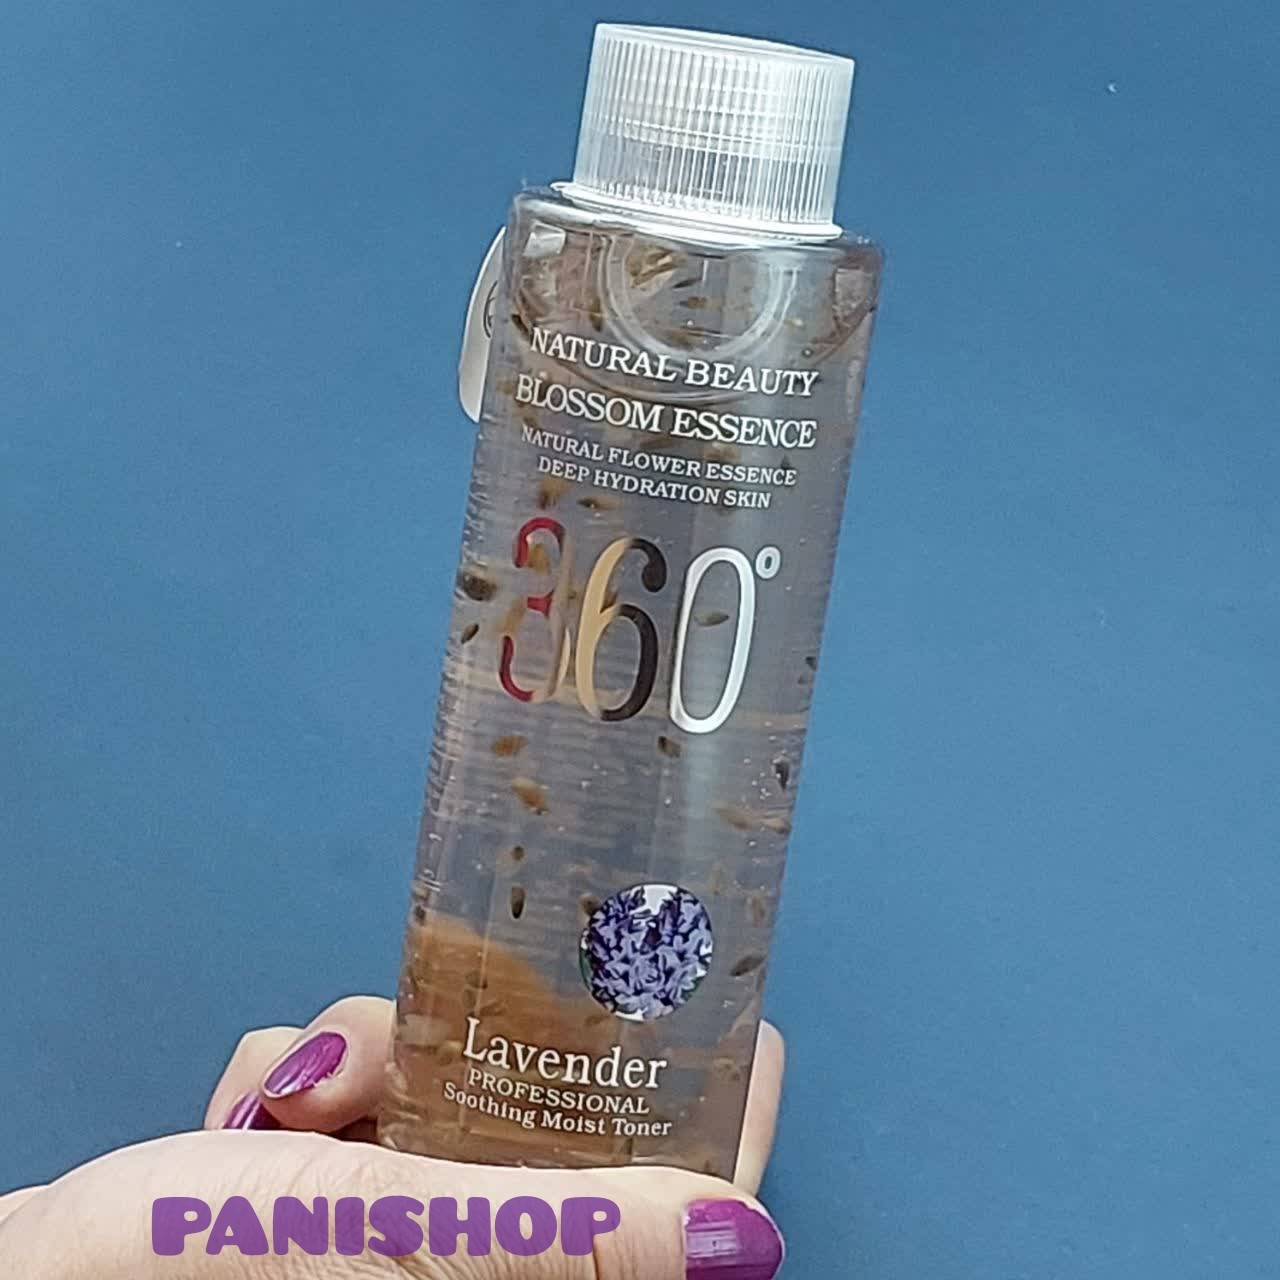 NATURAL BEAUTY
BLOSSOM ESSENCE
NATURAL FLOWER ESSENCE
DEEP HYDRATION SKIN
360°
Lavender
PROFESSIONAL
Soothing Moist Toner
PANISHOP